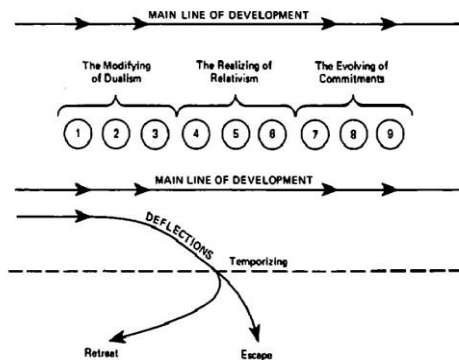 MAIN LINE OF DEVELOPMENT
The Modifying
of Dualism
The Realizing of
Relativism
The Evolving of
Commitments
1 2 3 4 5 6 7 8 9
MAIN LINE OF DEVELOPMENT
DEFLECTIONS
Temporizing
Retreat
Escape